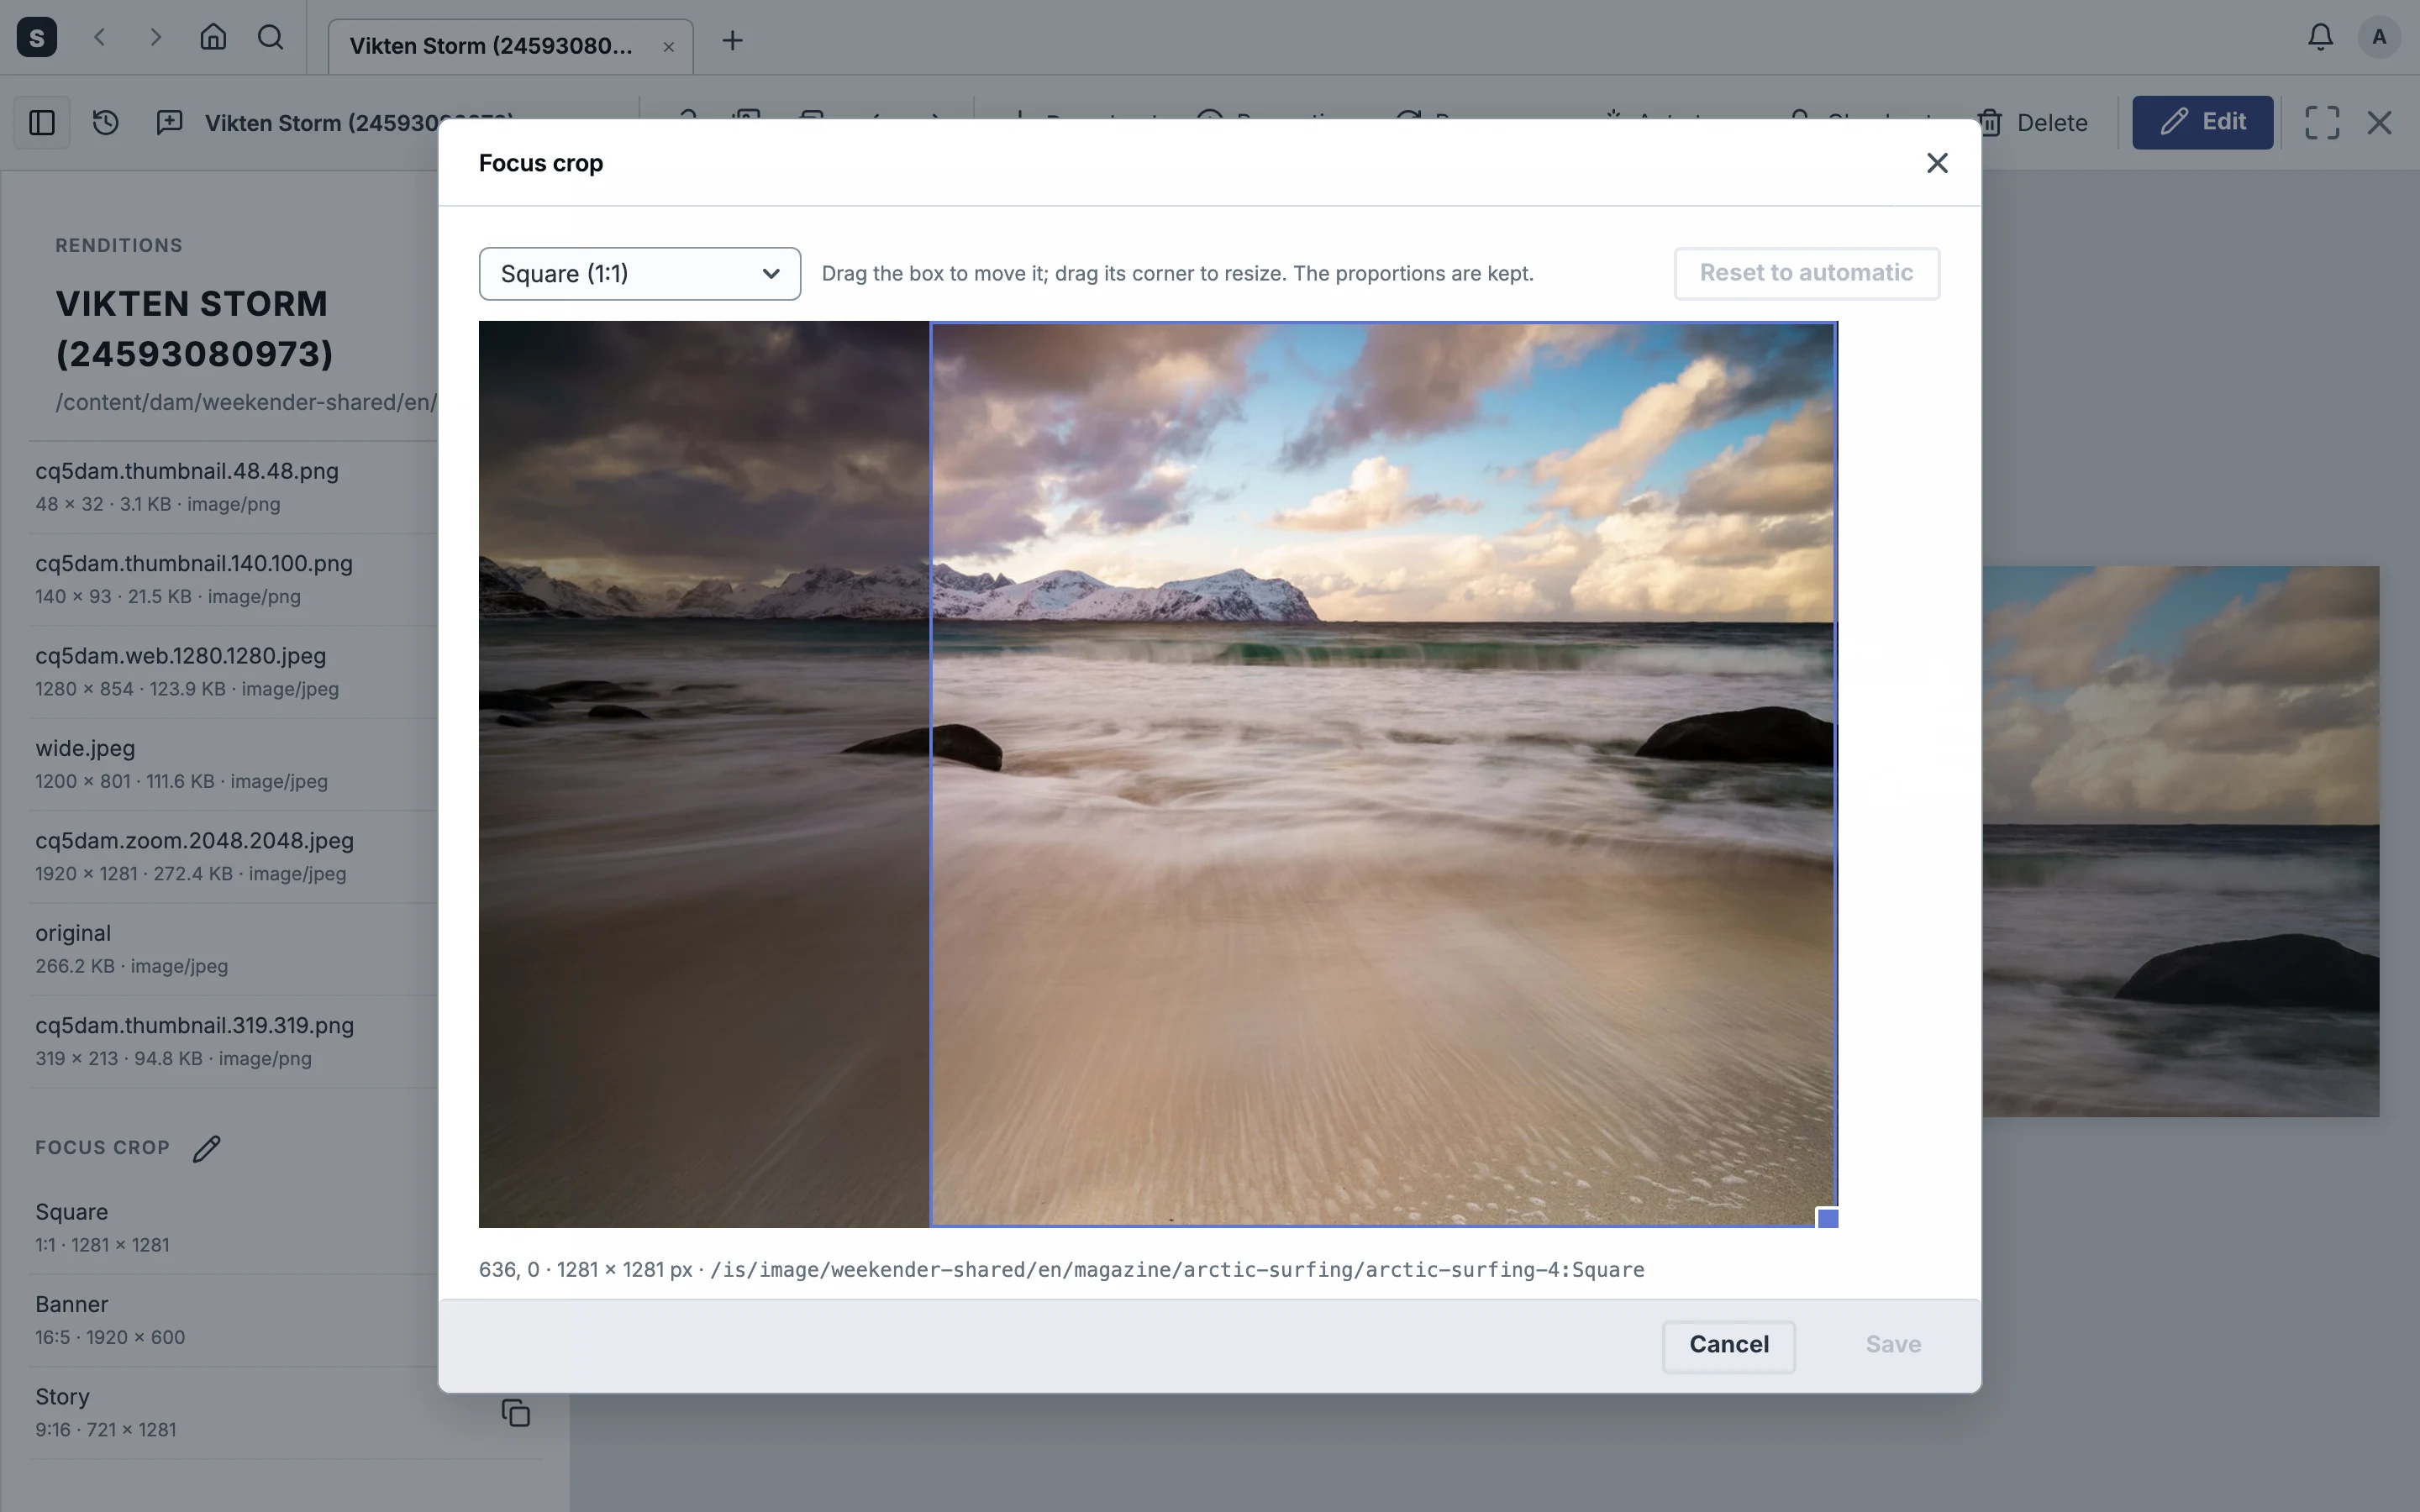 S
Vikten Storm (24593080...
A
Vikten Storm (24593080973)
Delete
Edit
RENDITIONS
VIKTEN STORM
(24593080973)
/content/dam/weekender-shared/en/
cq5dam.thumbnail.48.48.png
48 × 32 · 3.1 KB · image/png
cq5dam.thumbnail.140.100.png
140 × 93 · 21.5 KB · image/png
cq5dam.web.1280.1280.jpeg
1280 × 854 · 123.9 KB · image/jpeg
wide.jpeg
1200 × 801 · 111.6 KB · image/jpeg
cq5dam.zoom.2048.2048.jpeg
1920 × 1281 · 272.4 KB · image/jpeg
original
266.2 KB · image/jpeg
cq5dam.thumbnail.319.319.png
319 × 213 · 94.8 KB · image/png
FOCUS CROP
Square
1:1 · 1281 × 1281
Banner
16:5 · 1920 × 600
Story
9:16 · 721 × 1281
Focus crop
Square (1:1)
Drag the box to move it; drag its corner to resize. The proportions are kept.
Reset to automatic
636, 0 · 1281 × 1281 px · /is/image/weekender-shared/en/magazine/arctic-surfing/arctic-surfing-4:Square
Cancel
Save